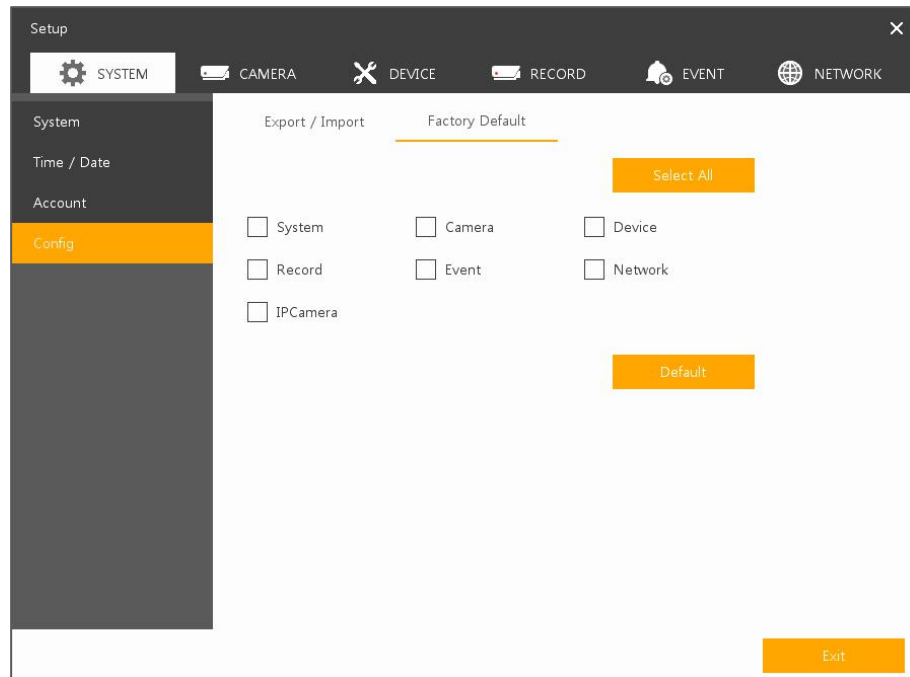 Setup
SYSTEM CAMERA DEVICE RECORD EVENT NETWORK
System
Time / Date
Account
Config
Export / Import Factory Default
Select All
System Camera Device
Record Event Network
IPCamera
Default
Exit